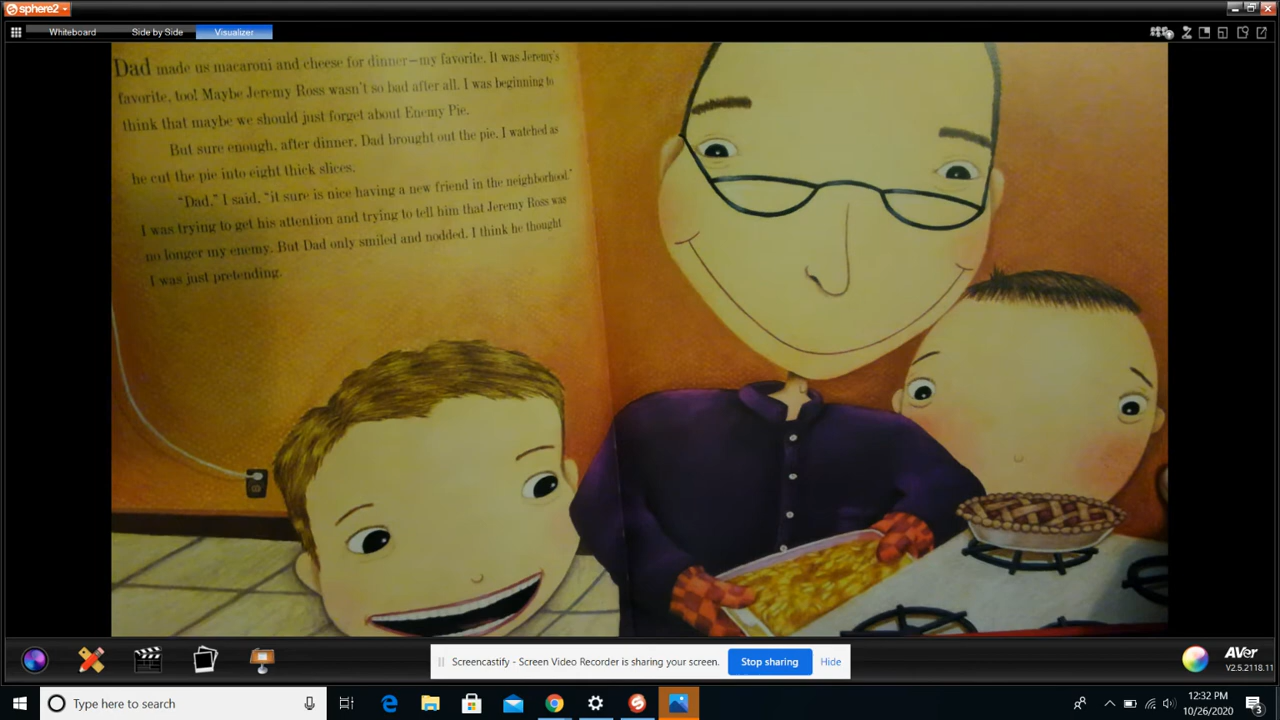 sphere2
Whiteboard
Side by Side
Visualizer
Dad made us macaroni and cheese for dinner—my favorite. It was Jeremy's
favorite, too! Maybe Jeremy Ross wasn't so bad after all. I was beginning to
think that maybe we should just forget about Enemy Pie.
But sure enough, after dinner, Dad brought out the pie. I watched as
he cut the pie into eight thick slices.
"Dad," I said, "it sure is nice having a new friend in the neighborhood."
I was trying to get his attention and trying to tell him that Jeremy Ross was
no longer my enemy. But Dad only smiled and nodded. I think he thought
I was just pretending.
Screencastify - Screen Video Recorder is sharing your screen.
Stop sharing
Hide
AVer
V2.5.2118.11
Type here to search
12:32 PM
10/26/2020
3